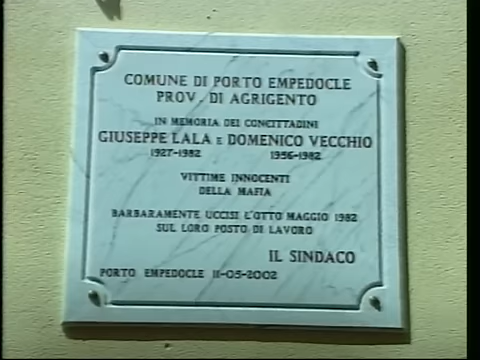 COMUNE DI PORTO EMPEDOCLE
PROV. DI AGRIGENTO
IN MEMORIA DEI CONCITTADINI
GIUSEPPE LALA E DOMENICO VECCHIO
1927-1982 1956-1982
VITTIME INNOCENTI
DELLA MAFIA
BARBARAMENTE UCCISI L'OTTO MAGGIO 1982
SUL LORO POSTO DI LAVORO
IL SINDACO
PORTO EMPEDOCLE 11-05-2002